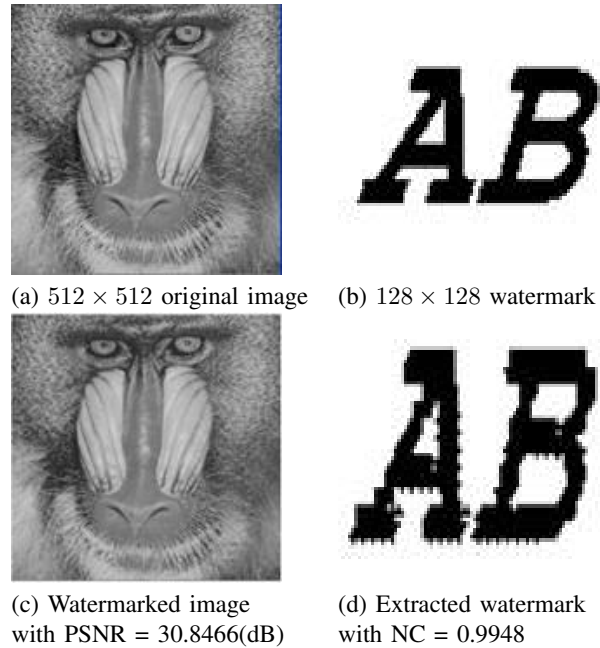 AB
(a) 512 × 512 original image
(b) 128 × 128 watermark
AB
(c) Watermarked image
with PSNR = 30.8466(dB)
(d) Extracted watermark
with NC = 0.9948